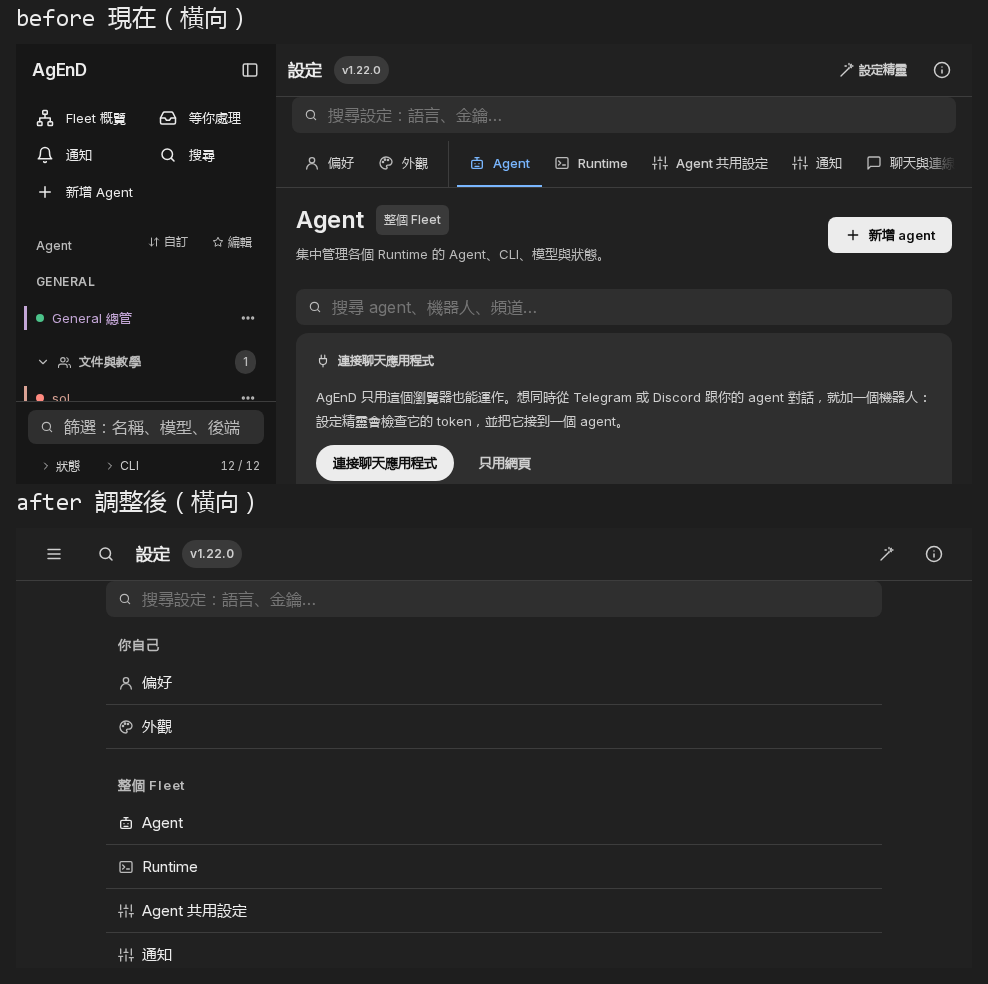 before 現在（橫向）
AgEnD
Fleet 概覽
等你處理
通知
搜尋
新增 Agent
Agent
自訂
編輯
GENERAL
General 總管
文件與教學
1
sol
篩選：名稱、模型、後端
狀態
CLI
12 / 12
設定
v1.22.0
設定精靈
搜尋設定：語言、金鑰…
偏好
外觀
Agent
Runtime
Agent 共用設定
通知
聊天與連線
Agent
整個 Fleet
集中管理各個 Runtime 的 Agent、CLI、模型與狀態。
新增 agent
搜尋 agent、機器人、頻道…
連接聊天應用程式
AgEnD 只用這個瀏覽器也能運作。想同時從 Telegram 或 Discord 跟你的 agent 對話，就加一個機器人：
設定精靈會檢查它的 token，並把它接到一個 agent。
連接聊天應用程式
只用網頁
after 調整後（橫向）
設定
v1.22.0
搜尋設定：語言、金鑰…
你自己
偏好
外觀
整個 Fleet
Agent
Runtime
Agent 共用設定
通知